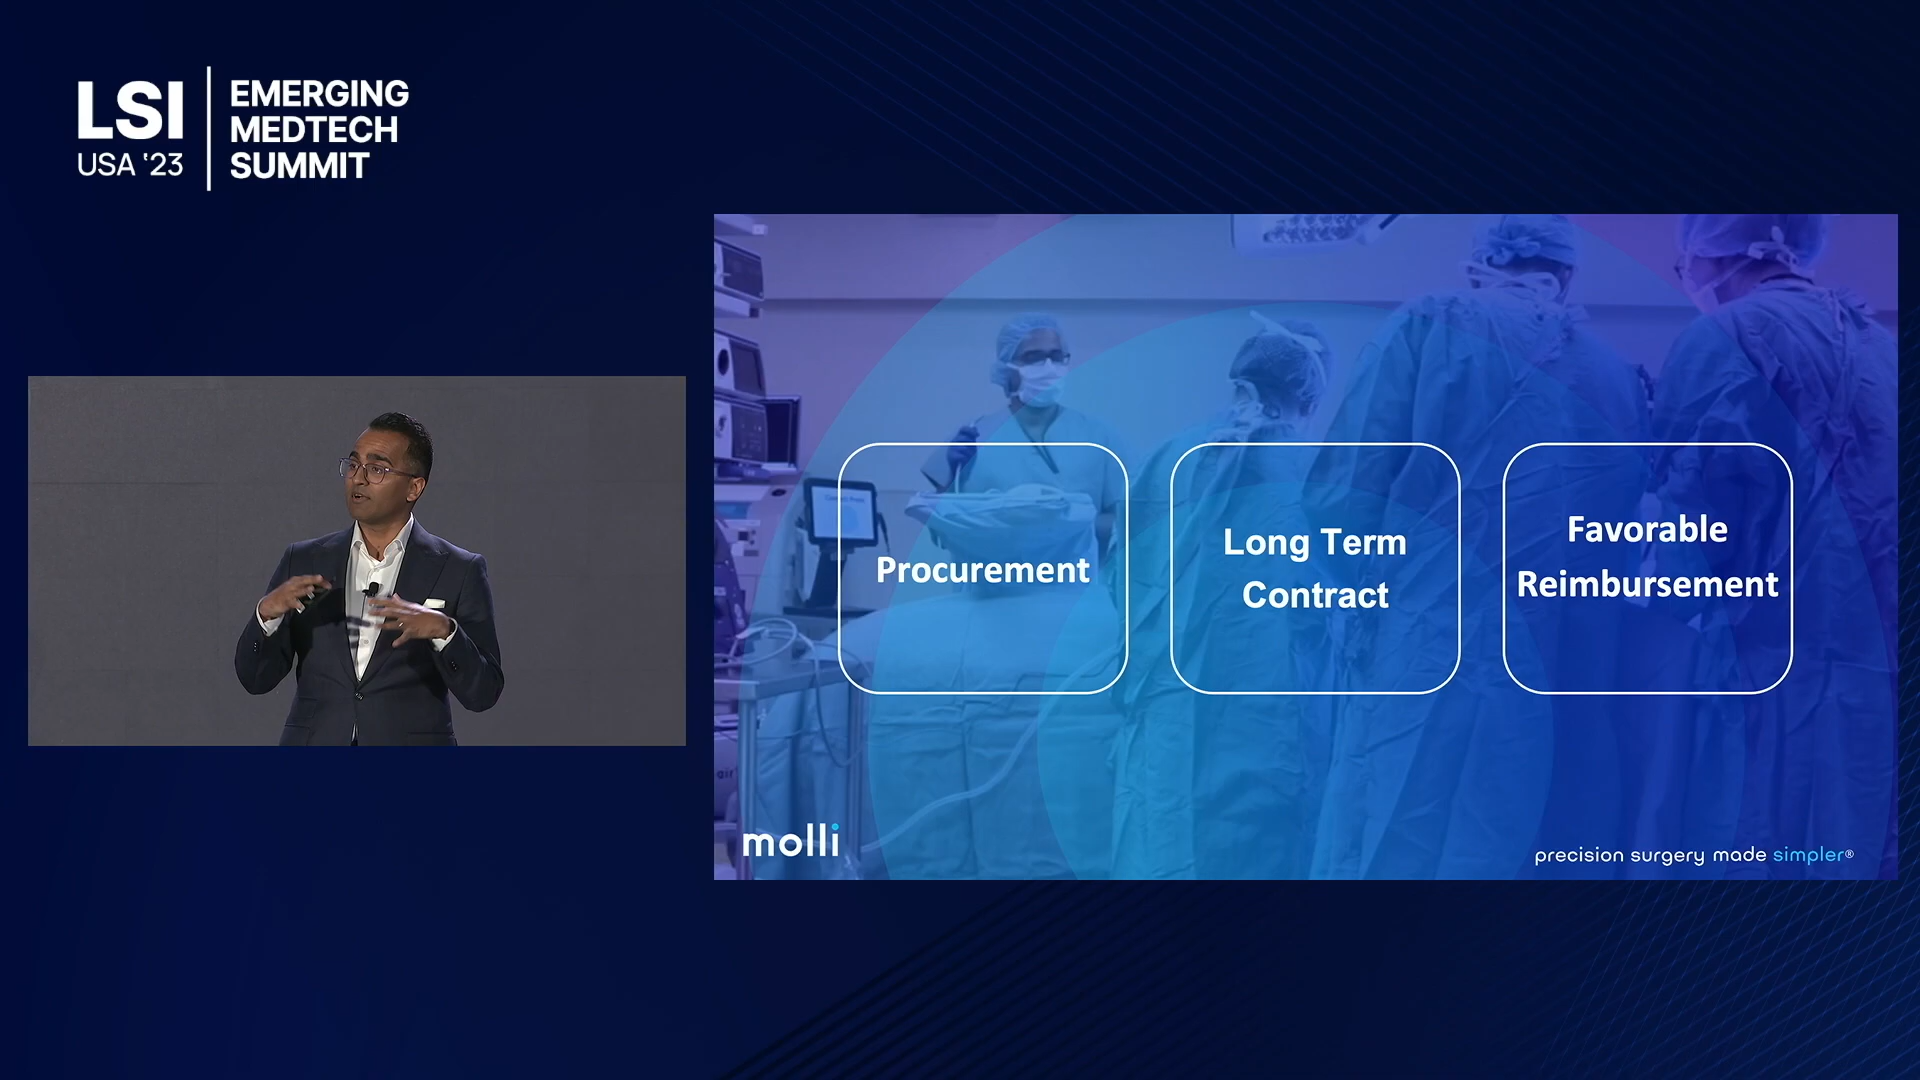 LSI
USA '23
EMERGING
MEDTECH
SUMMIT
Procurement
Long Term
Contract
Favorable
Reimbursement
molli
precision surgery made simpler®